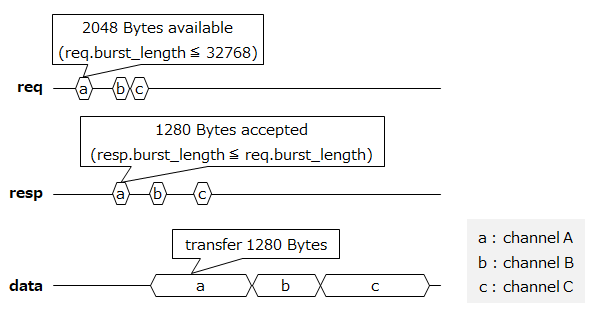 2048 Bytes available
(req.burst_length ≦ 32768)
req
a
b
c
1280 Bytes accepted
(resp.burst_length ≦ req.burst_length)
resp
a
b
c
transfer 1280 Bytes
data
a
b
c
a : channel A
b : channel B
c : channel C